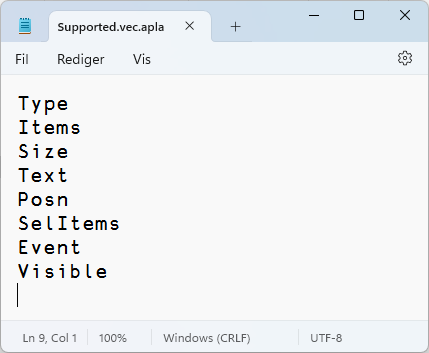 Supported.vec.apla
Fil Rediger Vis
Type
Items
Size
Text
Posn
SelItems
Event
Visible
Ln 9, Col 1 100% Windows (CRLF) UTF-8